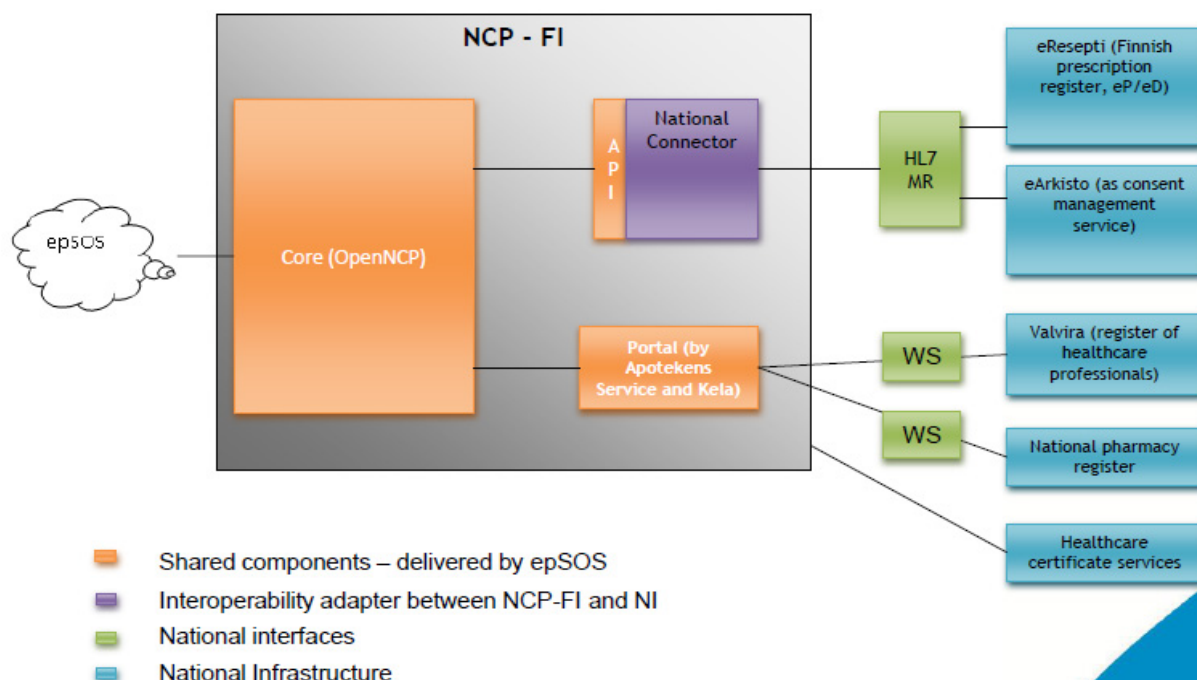 NCP - FI
epSOS
Core (OpenNCP)
A
P
I
National
Connector
HL7
MR
eResepti (Finnish
prescription
register, eP/eD)
eArkisto (as consent
management
service)
Portal (by
Apotekens
Service and Kela)
WS
WS
Valvira (register of
healthcare
professionals)
National pharmacy
register
Healthcare
certificate services
Shared components – delivered by epSOS
Interoperability adapter between NCP-FI and NI
National interfaces
National Infrastructure